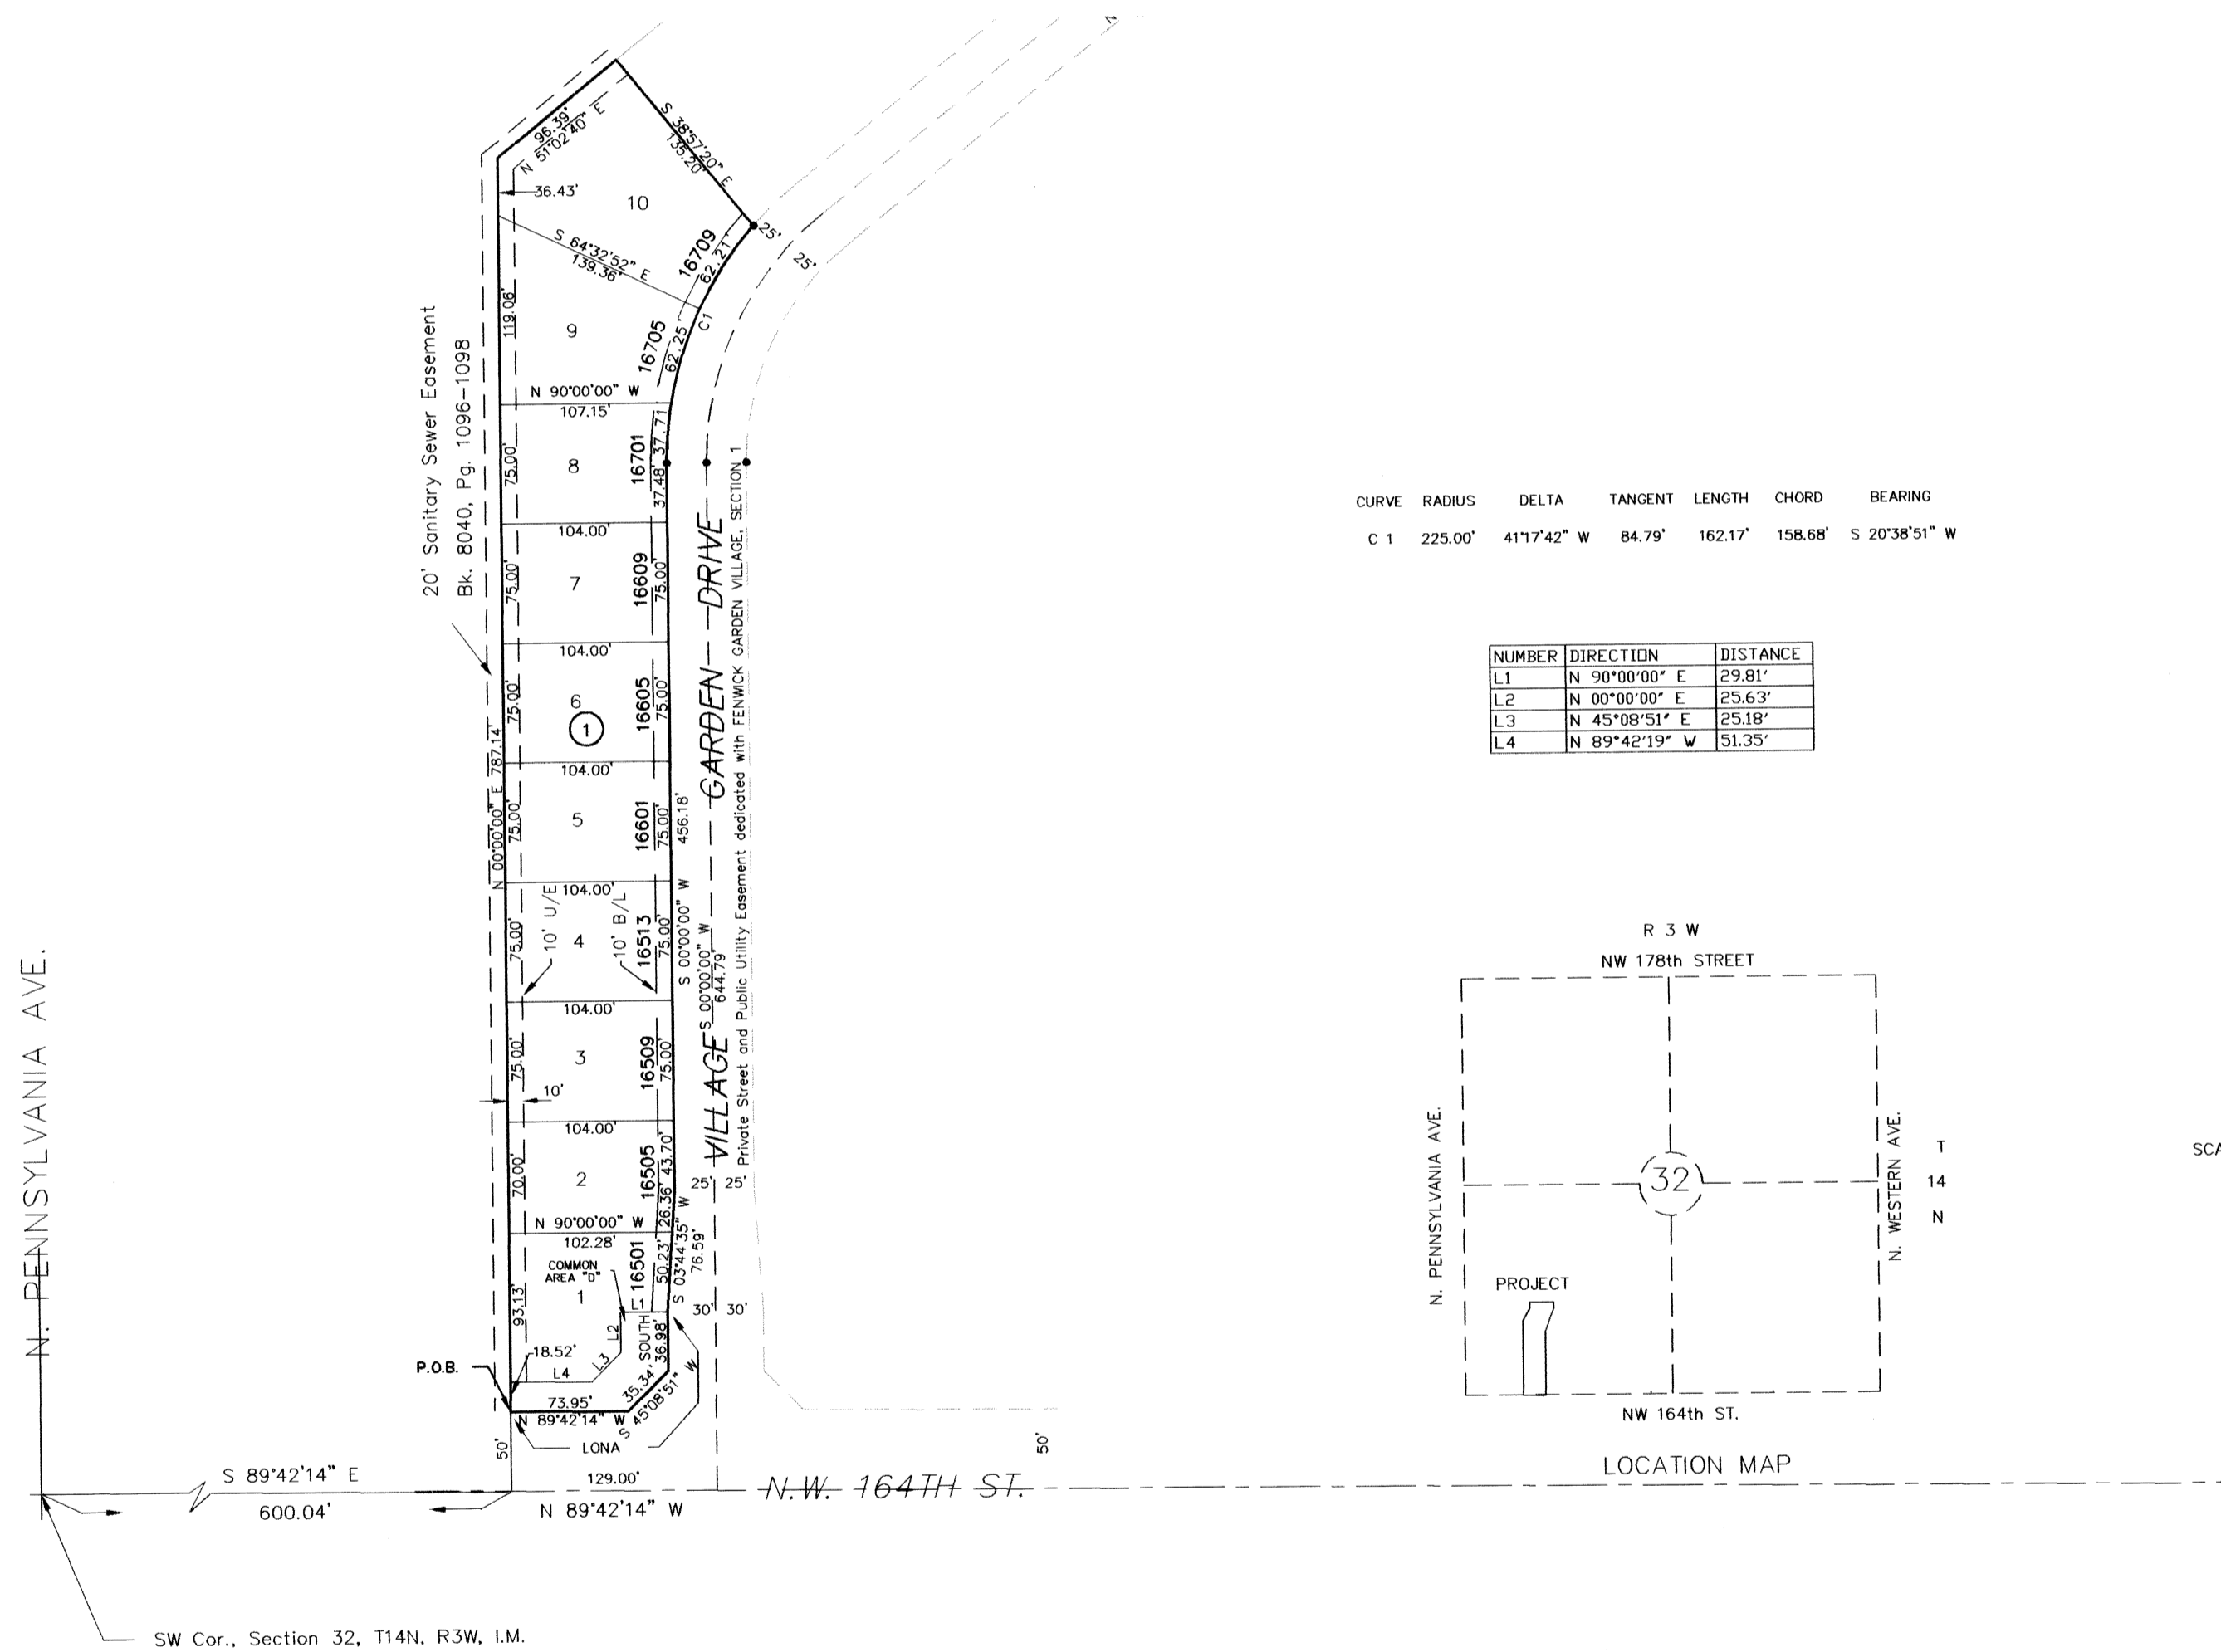 N
96.39'
N 51°02'40" E
S 38°57'20" E
135.20'
36.43'
10
25'
25'
16709
62.21'
S 64°32'52" E
139.36'
C1
20' Sanitary Sewer Easement
Bk. 8040, Pg. 1096-1098
119.06'
9
16705
62.25'
N 90°00'00" W
107.15'
75.00'
8
16701
37.71'
37.48'
104.00'
75.00'
7
16609
75.00'
104.00'
75.00'
6
1
16605
75.00'
104.00'
N 00°00'00" E 787.14'
75.00'
5
16601
75.00'
456.18'
S 00°00'00" W
104.00'
10' U/E
10' B/L
75.00'
4
16513
75.00'
104.00'
75.00'
3
16509
75.00'
10'
104.00'
70.00'
2
16505
43.70'
26.36'
N 90°00'00" W
102.28'
COMMON
AREA "D"
1
16501
50.23'
S 03°44'35" W
76.59'
93.13'
L1
L2
L3
L4
SOUTH
36.98'
18.52'
P.O.B.
73.95'
N 89°42'14" W
35.34'
S 45°08'51" W
LONA
25' 25'
30' 30'
VILLAGE GARDEN DRIVE
S 00°00'00" W
644.79'
Private Street and Public Utility Easement dedicated with FENWICK GARDEN VILLAGE, SECTION 1
N. PENNSYLVANIA AVE.
50'
50'
S 89°42'14" E
600.04'
129.00'
N 89°42'14" W
N.W. 164TH ST.
SW Cor., Section 32, T14N, R3W, I.M.
CURVE RADIUS DELTA TANGENT LENGTH CHORD BEARING
C 1 225.00' 41°17'42" W 84.79' 162.17' 158.68' S 20°38'51" W
NUMBER DIRECTION DISTANCE
L1 N 90°00'00" E 29.81'
L2 N 00°00'00" E 25.63'
L3 N 45°08'51" E 25.18'
L4 N 89°42'19" W 51.35'
R 3 W
NW 178th STREET
N. PENNSYLVANIA AVE.
32
N. WESTERN AVE.
T
14
N
PROJECT
NW 164th ST.
LOCATION MAP
SCA